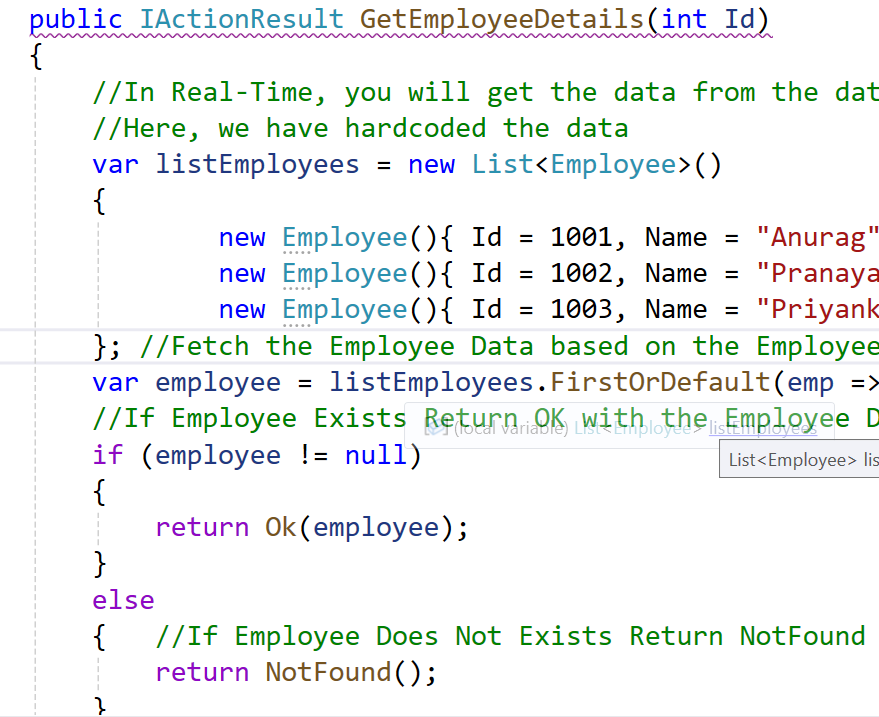 public IActionResult GetEmployeeDetails(int Id)
{
//In Real-Time, you will get the data from the dat
//Here, we have hardcoded the data
var listEmployees = new List<Employee>()
{
new Employee(){ Id = 1001, Name = "Anurag"
new Employee(){ Id = 1002, Name = "Pranaya
new Employee(){ Id = 1003, Name = "Priyank
}; //Fetch the Employee Data based on the Employee
var employee = listEmployees.FirstOrDefault(emp =>
//If Employee Exists Return OK with the Employee D
(local variable) List<Employee> listEmployees
if (employee != null)
List<Employee> lis
{
return Ok(employee);
}
else
{ //If Employee Does Not Exists Return NotFound
return NotFound();
}